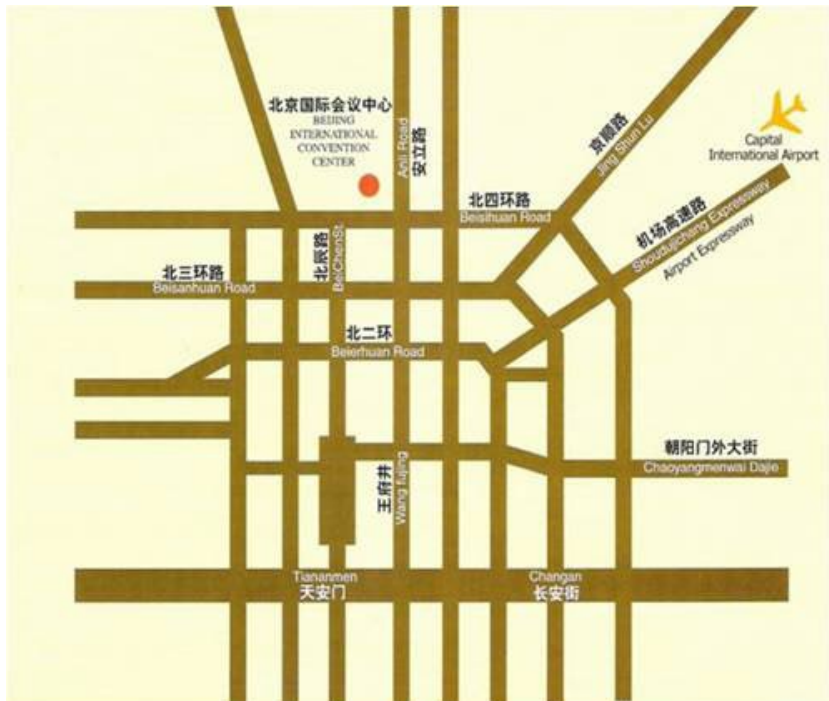 北京国际会议中心
BEIJING
INTERNATIONAL
CONVENTION
CENTER
Anli Road
安立路
京顺路
Jing Shun Lu
Capital
International Airport
北四环路
Beisihuan Road
机场高速路
Shoudujichang Expressway
Airport Expressway
北辰路
BeiChenSt.
北三环路
Beisanhuan Road
北二环
Beierhuan Road
朝阳门外大街
Chaoyangmenwai Dajie
王府井
Wang fujing
Tiananmen
天安门
Changan
长安街